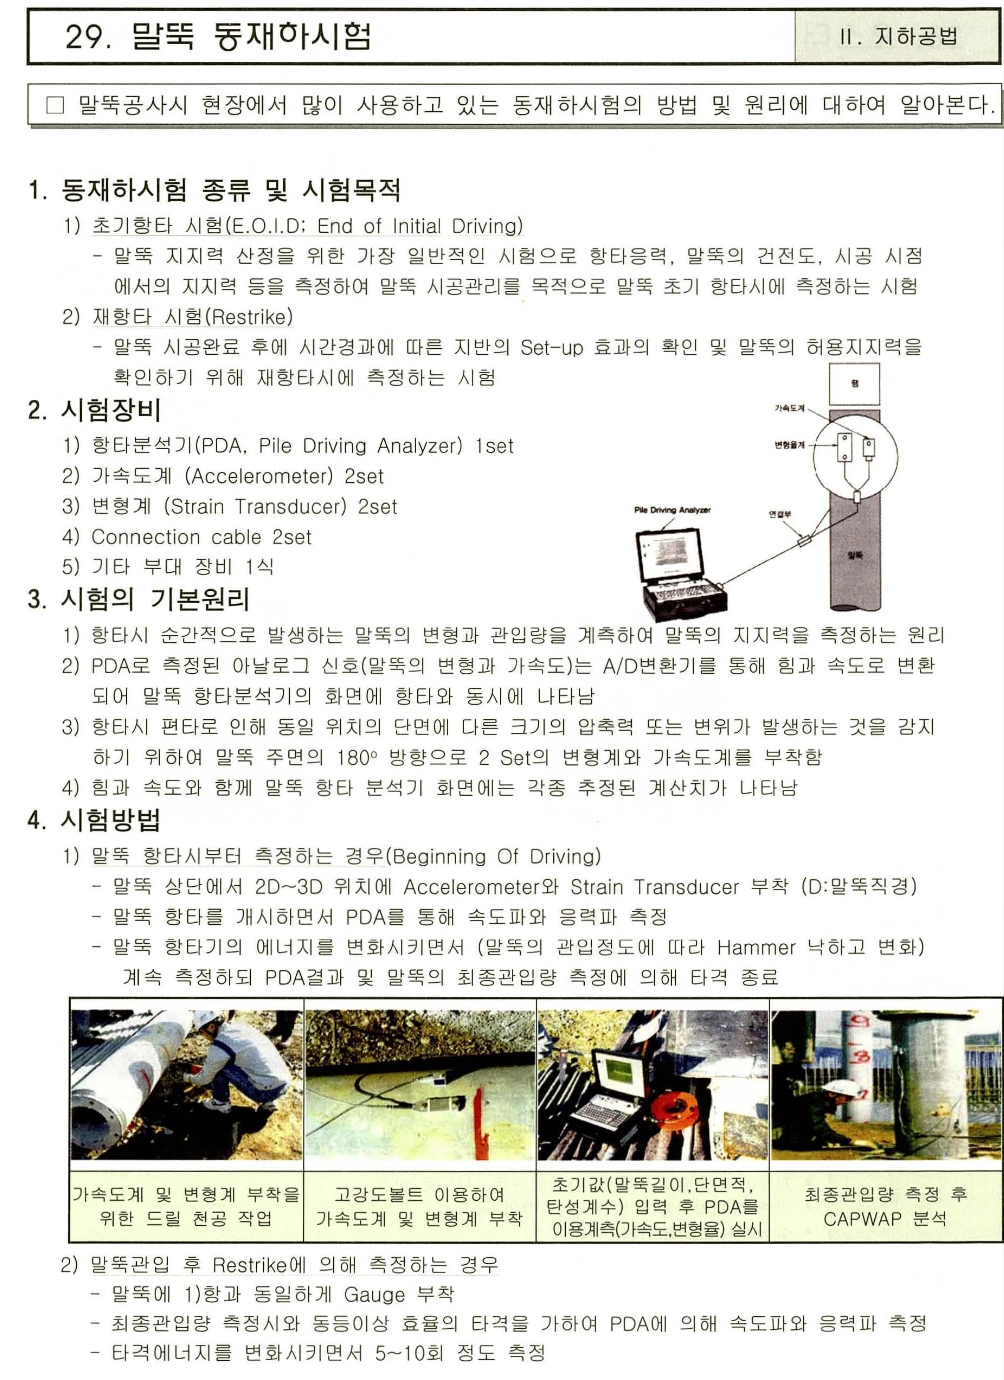 29. 말뚝 동재하시험
II. 지하공법
□ 말뚝공사시 현장에서 많이 사용하고 있는 동재하시험의 방법 및 원리에 대하여 알아본다.
1. 동재하시험 종류 및 시험목적
1) 초기항타 시험(E.O.I.D; End of Initial Driving)
- 말뚝 지지력 산정을 위한 가장 일반적인 시험으로 항타응력, 말뚝의 건전도, 시공 시점
에서의 지지력 등을 측정하여 말뚝 시공관리를 목적으로 말뚝 초기 항타시에 측정하는 시험
2) 재항타 시험(Restrike)
- 말뚝 시공완료 후에 시간경과에 따른 지반의 Set-up 효과의 확인 및 말뚝의 허용지지력을
확인하기 위해 재항타시에 측정하는 시험
2. 시험장비
1) 항타분석기(PDA, Pile Driving Analyzer) 1set
2) 가속도계 (Accelerometer) 2set
3) 변형계 (Strain Transducer) 2set
4) Connection cable 2set
5) 기타 부대 장비 1식
램
가속도계
변형율계
Pile Driving Analyzer
연결부
말뚝
3. 시험의 기본원리
1) 항타시 순간적으로 발생하는 말뚝의 변형과 관입량을 계측하여 말뚝의 지지력을 측정하는 원리
2) PDA로 측정된 아날로그 신호(말뚝의 변형과 가속도)는 A/D변환기를 통해 힘과 속도로 변환
되어 말뚝 항타분석기의 화면에 항타와 동시에 나타남
3) 항타시 편타로 인해 동일 위치의 단면에 다른 크기의 압축력 또는 변위가 발생하는 것을 감지
하기 위하여 말뚝 주면의 180° 방향으로 2 Set의 변형계와 가속도계를 부착함
4) 힘과 속도와 함께 말뚝 항타 분석기 화면에는 각종 추정된 계산치가 나타남
4. 시험방법
1) 말뚝 항타시부터 측정하는 경우(Beginning Of Driving)
- 말뚝 상단에서 2D~3D 위치에 Accelerometer와 Strain Transducer 부착 (D:말뚝직경)
- 말뚝 항타를 개시하면서 PDA를 통해 속도파와 응력파 측정
- 말뚝 항타기의 에너지를 변화시키면서 (말뚝의 관입정도에 따라 Hammer 낙하고 변화)
계속 측정하되 PDA결과 및 말뚝의 최종관입량 측정에 의해 타격 종료
가속도계 및 변형계 부착을
위한 드릴 천공 작업
고강도볼트 이용하여
가속도계 및 변형계 부착
초기값(말뚝길이,단면적,
탄성계수) 입력 후 PDA를
이용계측(가속도,변형율) 실시
최종관입량 측정 후
CAPWAP 분석
2) 말뚝관입 후 Restrike에 의해 측정하는 경우
- 말뚝에 1)항과 동일하게 Gauge 부착
- 최종관입량 측정시와 동등이상 효율의 타격을 가하여 PDA에 의해 속도파와 응력파 측정
- 타격에너지를 변화시키면서 5~10회 정도 측정